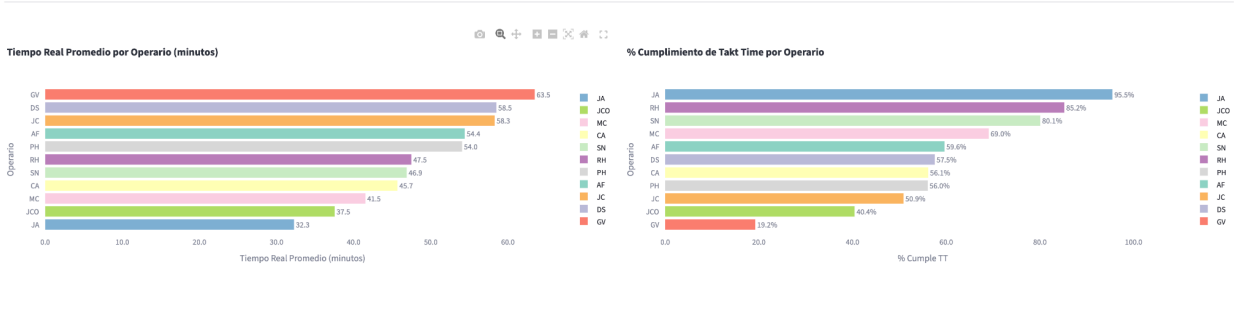 Tiempo Real Promedio por Operario (minutos)
GV 63.5
DS 58.5
JC 58.3
AF 54.4
PH 54.0
RH 47.5
SN 46.9
CA 45.7
MC 41.5
JCO 37.5
JA 32.3
Operario
0.0 10.0 20.0 30.0 40.0 50.0 60.0
Tiempo Real Promedio (minutos)
JA
JCO
MC
CA
SN
RH
PH
AF
JC
DS
GV
% Cumplimiento de Takt Time por Operario
JA 95.5%
RH 85.2%
SN 80.1%
MC 69.0%
AF 59.6%
DS 57.5%
CA 56.1%
PH 56.0%
JC 50.9%
JCO 40.4%
GV 19.2%
Operario
0.0 20.0 40.0 60.0 80.0 100.0
% Cumple TT
JA
JCO
MC
CA
SN
RH
PH
AF
JC
DS
GV